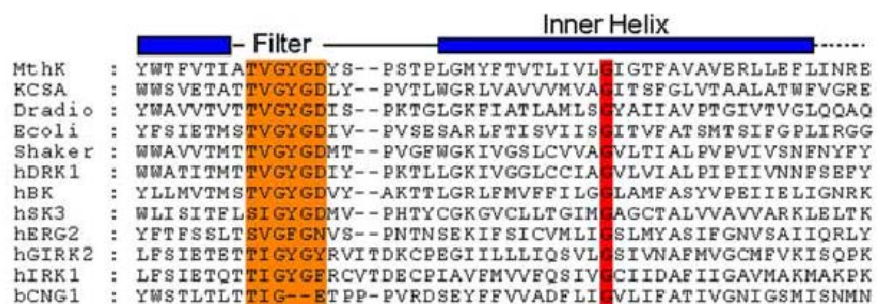 Inner Helix
Filter
MthK : YWTFVTIATVGYGDYS--PSTPLGMYFTVTLIVLGIGTFAVAVERLLEFLINRE
KCSA : WWSVETATTVGYGDLY--PVTLWGRLVAVVVMVAGITSFGLVTAALATWFVGRE
Dradio : YWAVVTVTTVGYGDIS--PKTGLGKFIATLAMLSGYAIIAVPTGIVTVGLQQAQ
Ecoli : YFSIETMSTVGYGDIV--PVSESARLFTISVIISGITVFATSMTSIFGPLIRGG
Shaker : WWAVVTMTTVGYGDMT--PVGFWGKIVGSLCVVAGVLTIALPVPVIVSNFNYFY
hDRK1 : WWATITMTTVGYGDIY--PKTLLGKIVGGLCCIAGVLVIALPIPIIVNNFSEFY
hBK : YLLMVTMSTVGYGDVY--AKTTLGRLFMVFFILGGLAMFASYVPEIIELIGNRK
hSK3 : WLISITFLSIGYGDMV--PHTYCGKGVCLLTGIMGAGCTALVVAVVARKLELTK
hERG2 : YFTFSSLTSVGFGNVS--PNTNSEKIFSICVMLIGSLMYASIFGNVSAIIQRLY
hGIRK2 : LFSIETETTIGYGYRVITDKCPEGIILLLIQSVLGSIVNAFMVGCMFVKISQPK
hIRK1 : LFSIETQTTIGYGFRCVTDECPIAVFMVVFQSIVGCIIDAFIIGAVMAKMAKPK
bCNG1 : YWSTLTLTTIG--ETPP-PVRDSEYFFVVADFLIGVLIFATIVGNIGSMISNMN